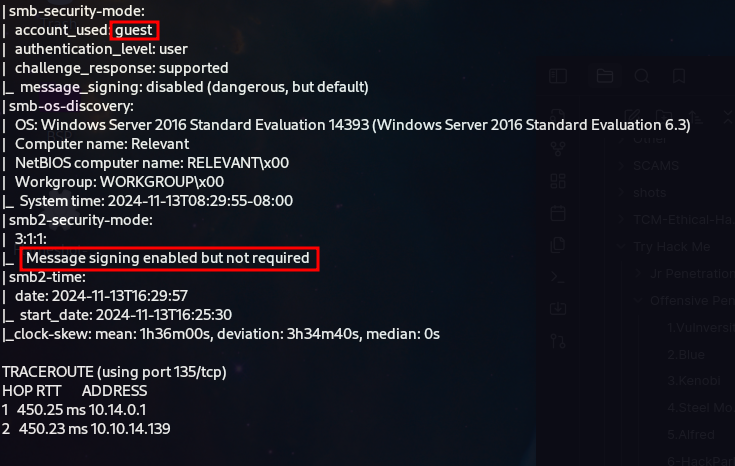 | smb-security-mode:
|   account_used: guest
|   authentication_level: user
|   challenge_response: supported
|_  message_signing: disabled (dangerous, but default)
| smb-os-discovery:
|   OS: Windows Server 2016 Standard Evaluation 14393 (Windows Server 2016 Standard Evaluation 6.3)
|   Computer name: Relevant
|   NetBIOS computer name: RELEVANT\x00
|   Workgroup: WORKGROUP\x00
|_  System time: 2024-11-13T08:29:55-08:00
| smb2-security-mode:
|   3:1:1:
|_    Message signing enabled but not required
| smb2-time:
|   date: 2024-11-13T16:29:57
|_  start_date: 2024-11-13T16:25:30
|_clock-skew: mean: 1h36m00s, deviation: 3h34m40s, median: 0s
TRACEROUTE (using port 135/tcp)
HOP RTT       ADDRESS
1   450.25 ms 10.14.0.1
2   450.23 ms 10.10.14.139
Other
SCAMS
shots
TCM-Ethical-Ha
Try Hack Me
Jr Penetration
Offensive Pen
1.Vulnversi
2.Blue
3.Kenobi
4.Steel Mo
5.Alfred
6-HackPa